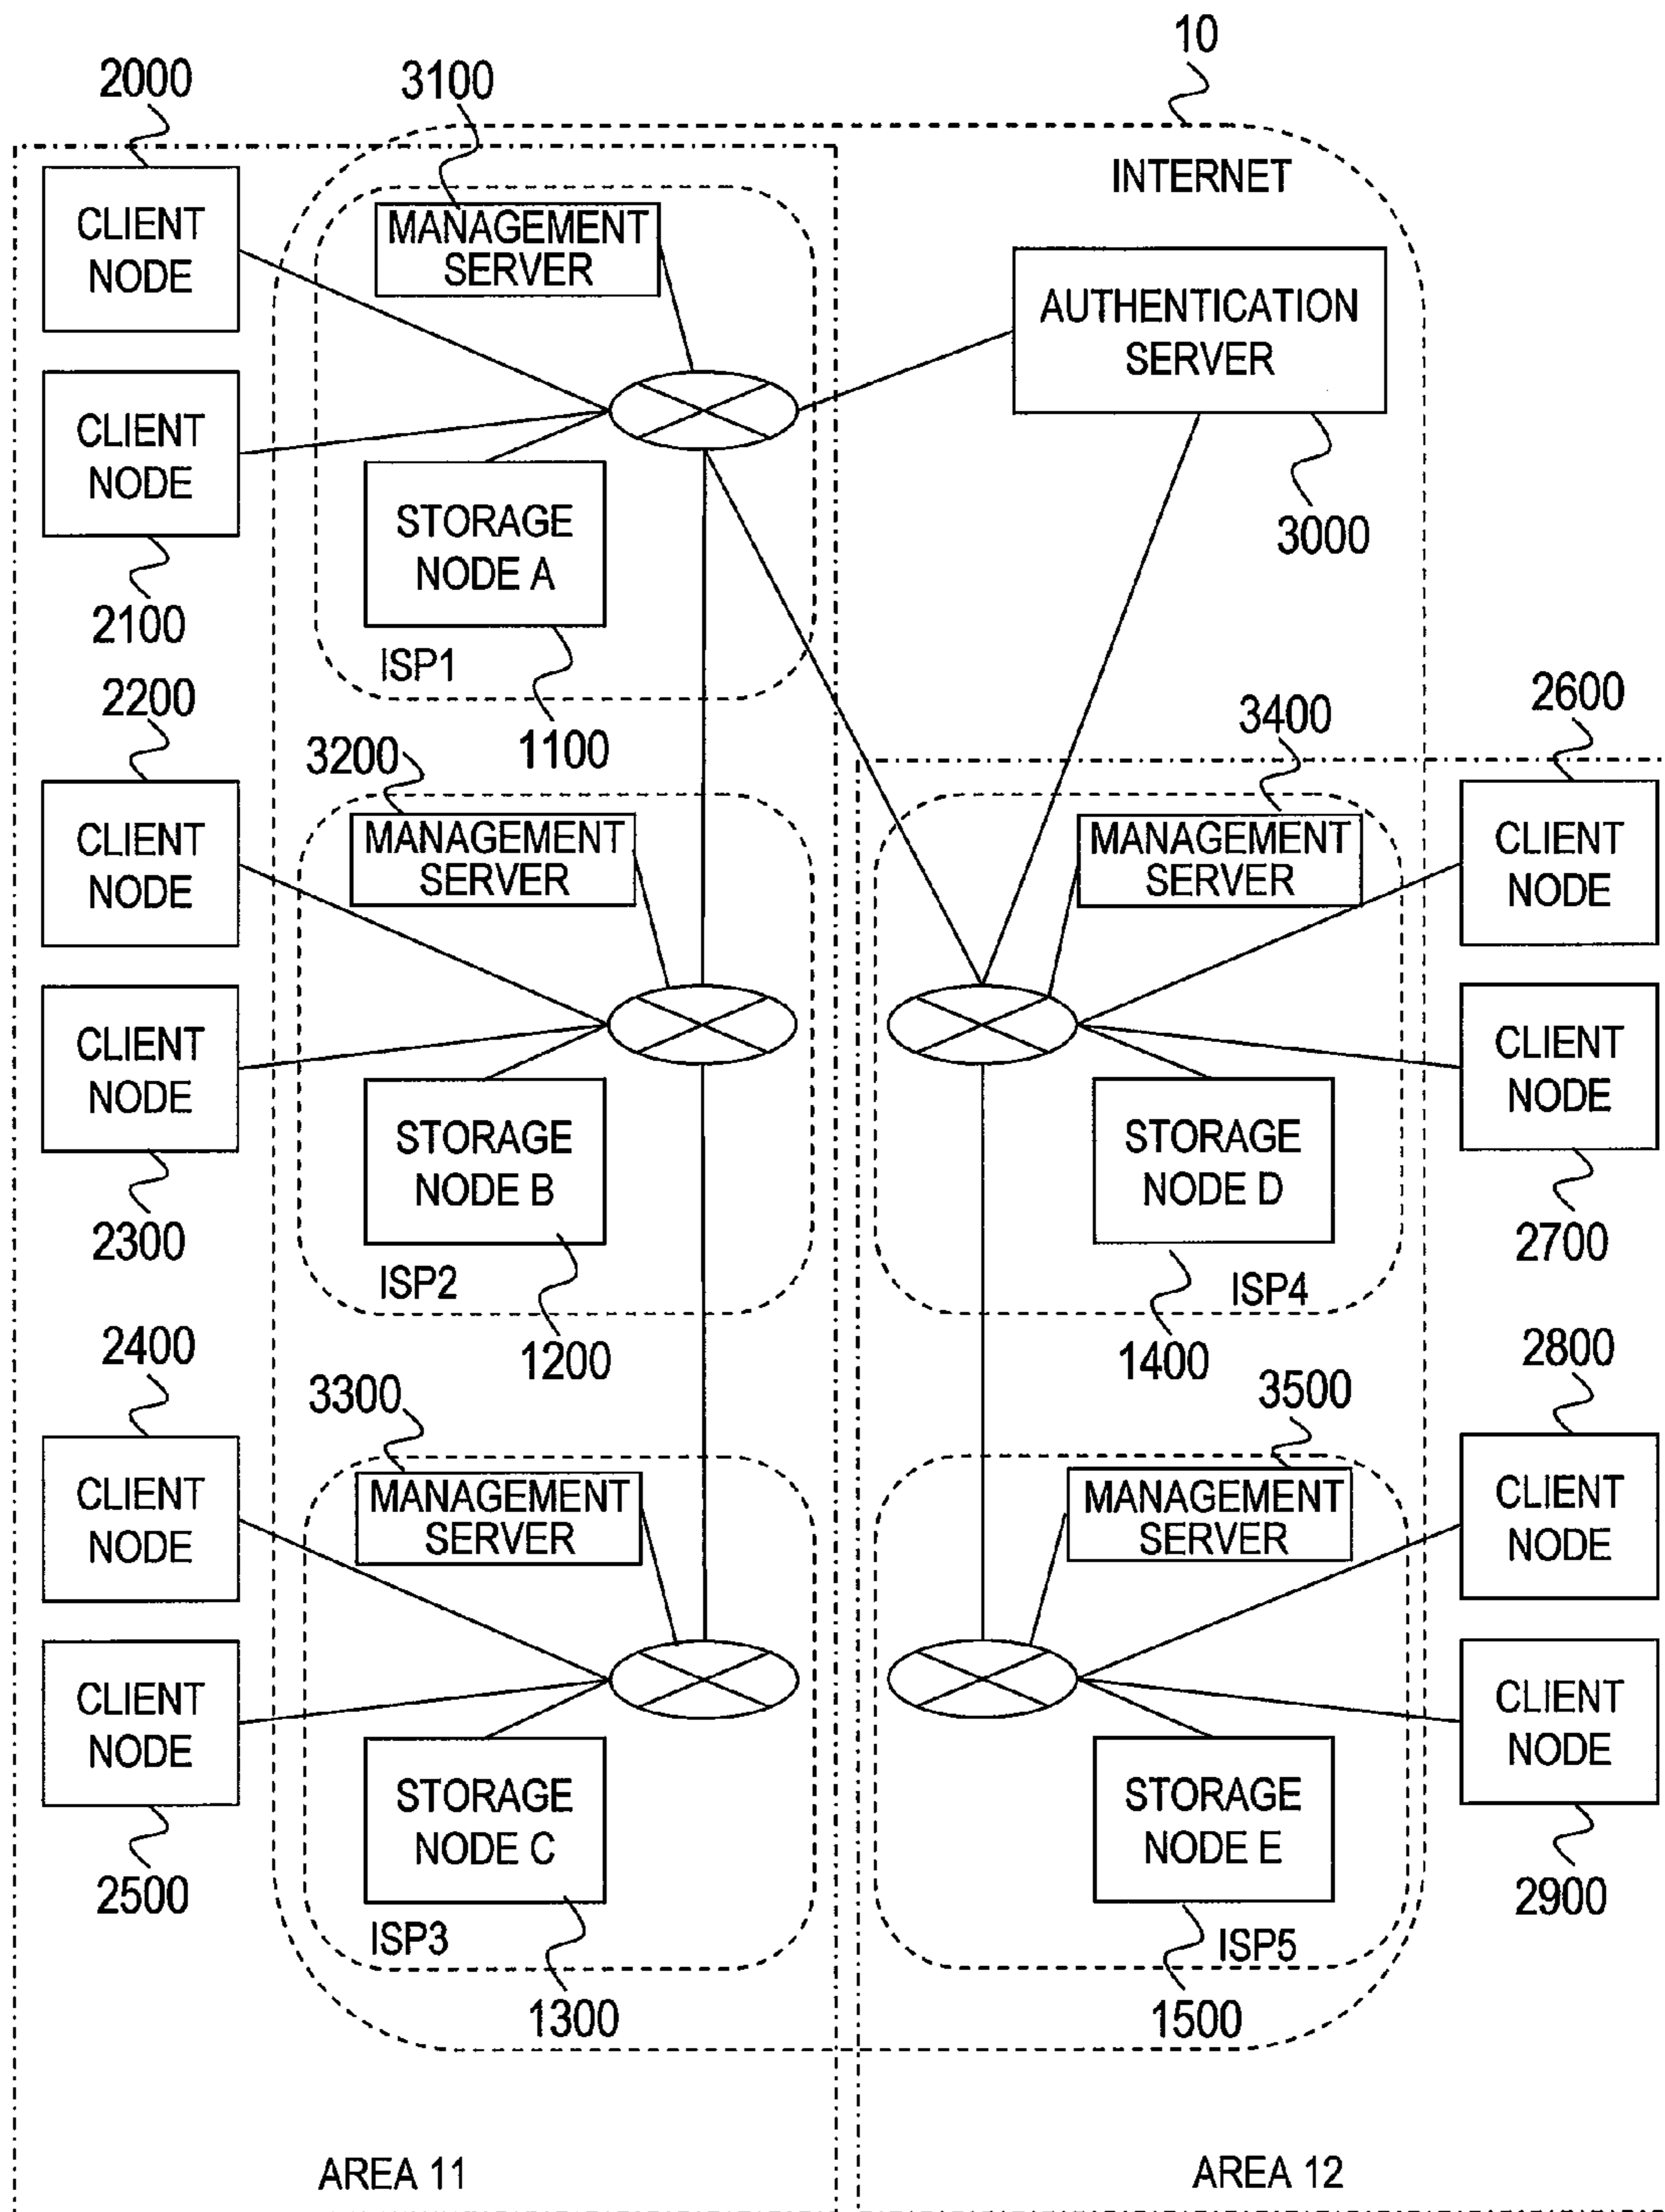 10
2000
3100
CLIENT
NODE
MANAGEMENT
SERVER
INTERNET
AUTHENTICATION
SERVER
3000
CLIENT
NODE
2100
STORAGE
NODE A
ISP1
1100
2200
CLIENT
NODE
3200
MANAGEMENT
SERVER
3400
MANAGEMENT
SERVER
2600
CLIENT
NODE
CLIENT
NODE
2300
STORAGE
NODE B
ISP2
1200
STORAGE
NODE D
ISP4
1400
CLIENT
NODE
2700
2400
CLIENT
NODE
3300
MANAGEMENT
SERVER
3500
MANAGEMENT
SERVER
2800
CLIENT
NODE
CLIENT
NODE
2500
STORAGE
NODE C
ISP3
1300
STORAGE
NODE E
ISP5
1500
CLIENT
NODE
2900
AREA 11
AREA 12